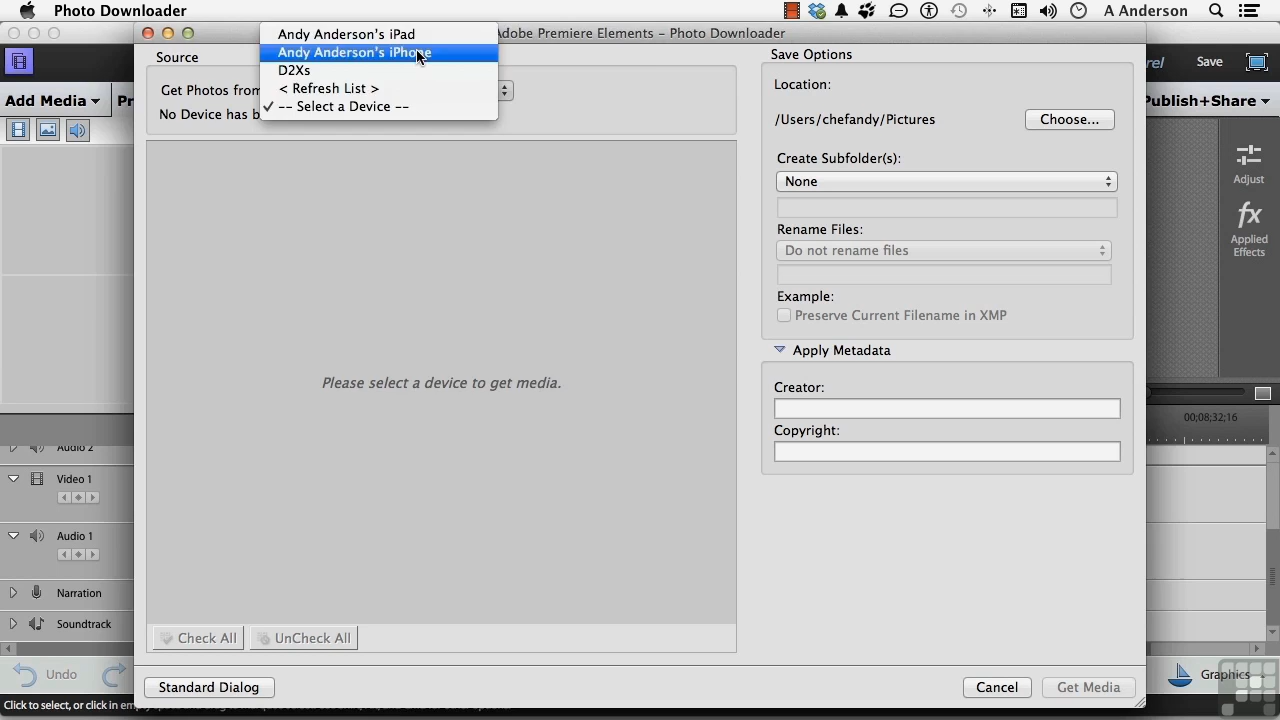 Photo Downloader
A Anderson
Adobe Premiere Elements - Photo Downloader
Andy Anderson's iPad
Andy Anderson's iPhone
D2Xs
< Refresh List >
-- Select a Device --
Source
Get Photos from
No Device has b
Save Options
Location:
/Users/chefandy/Pictures
Choose...
Create Subfolder(s):
None
Rename Files:
Do not rename files
Example:
Preserve Current Filename in XMP
Apply Metadata
Creator:
Copyright:
Please select a device to get media.
Check All
UnCheck All
Standard Dialog
Cancel
Get Media
Add Media
Pr
rel
Save
Publish+Share
Adjust
fx
Applied
Effects
00;08;32;16
Audio 2
Video 1
Audio 1
Narration
Soundtrack
Undo
Graphics
Click to select, or click in